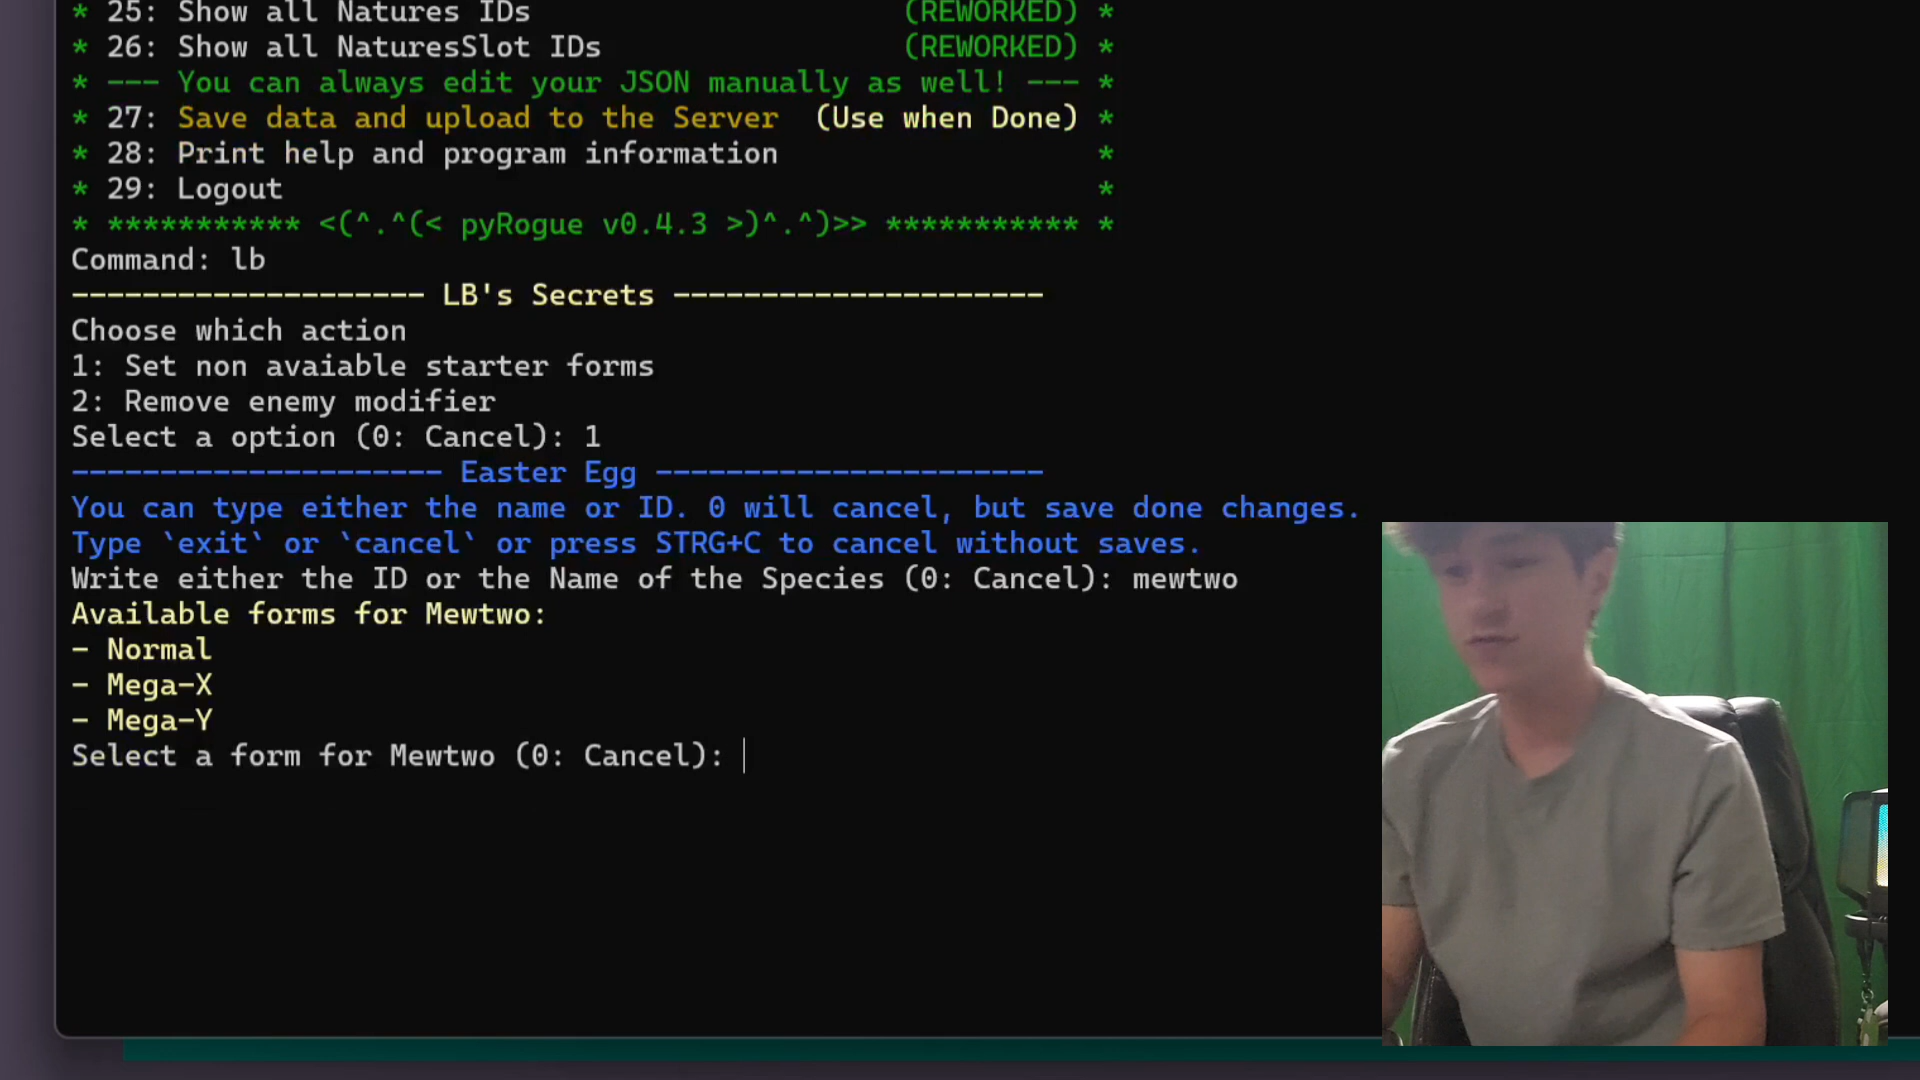 * 25: Show all Natures IDs (REWORKED) *
* 26: Show all NaturesSlot IDs (REWORKED) *
* --- You can always edit your JSON manually as well! --- *
* 27: Save data and upload to the Server (Use when Done) *
* 28: Print help and program information *
* 29: Logout *
* *********** <(^.^(< pyRogue v0.4.3 >)^.^)>> *********** *
Command: lb
-------------------- LB's Secrets ---------------------
Choose which action
1: Set non avaiable starter forms
2: Remove enemy modifier
Select a option (0: Cancel): 1
--------------------- Easter Egg ----------------------
You can type either the name or ID. 0 will cancel, but save done changes.
Type `exit` or `cancel` or press STRG+C to cancel without saves.
Write either the ID or the Name of the Species (0: Cancel): mewtwo
Available forms for Mewtwo:
- Normal
- Mega-X
- Mega-Y
Select a form for Mewtwo (0: Cancel):